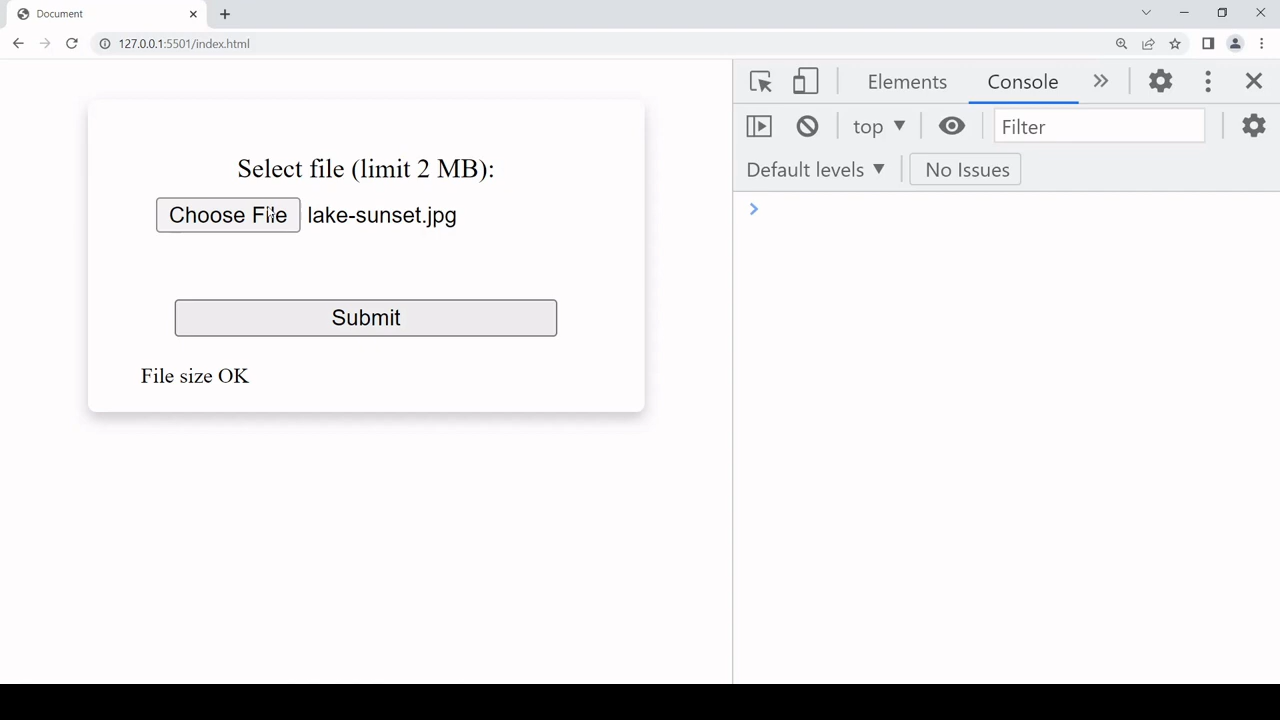 Document
127.0.0.1:5501/index.html
Elements
Console
top
Filter
Default levels
No Issues
Select file (limit 2 MB):
Choose File lake-sunset.jpg
Submit
File size OK